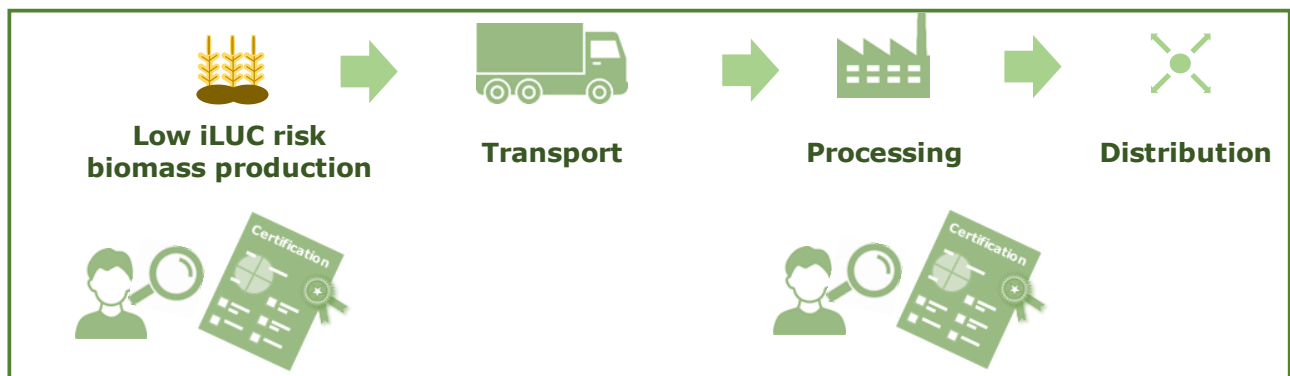 Low iLUC risk
biomass production
Transport
Processing
Distribution
Certification
Certification